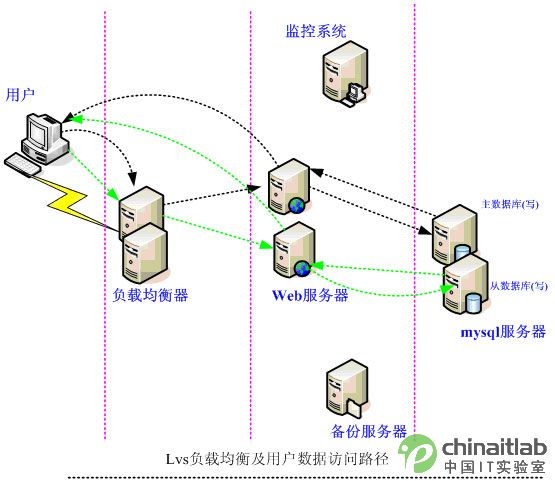 监控系统
用户
主数据库(写)
从数据库(写)
负载均衡器
Web服务器
mysql服务器
备份服务器
Lvs负载均衡及用户数据访问路径
chinaitlab
中国IT实验室